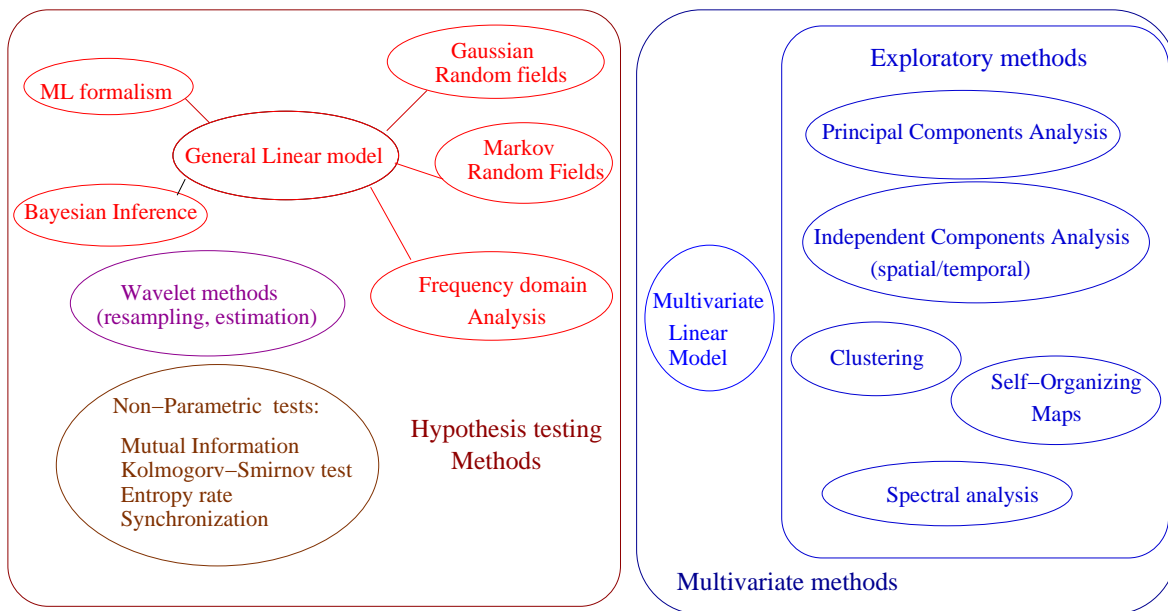 Gaussian
Random fields
ML formalism
General Linear model
Markov
Random Fields
Bayesian Inference
Wavelet methods
(resampling, estimation)
Frequency domain
Analysis
Non−Parametric tests:
Mutual Information
Kolmogorv−Smirnov test
Entropy rate
Synchronization
Hypothesis testing
Methods
Exploratory methods
Principal Components Analysis
Independent Components Analysis
(spatial/temporal)
Multivariate
Linear
Model
Clustering
Self−Organizing
Maps
Spectral analysis
Multivariate methods